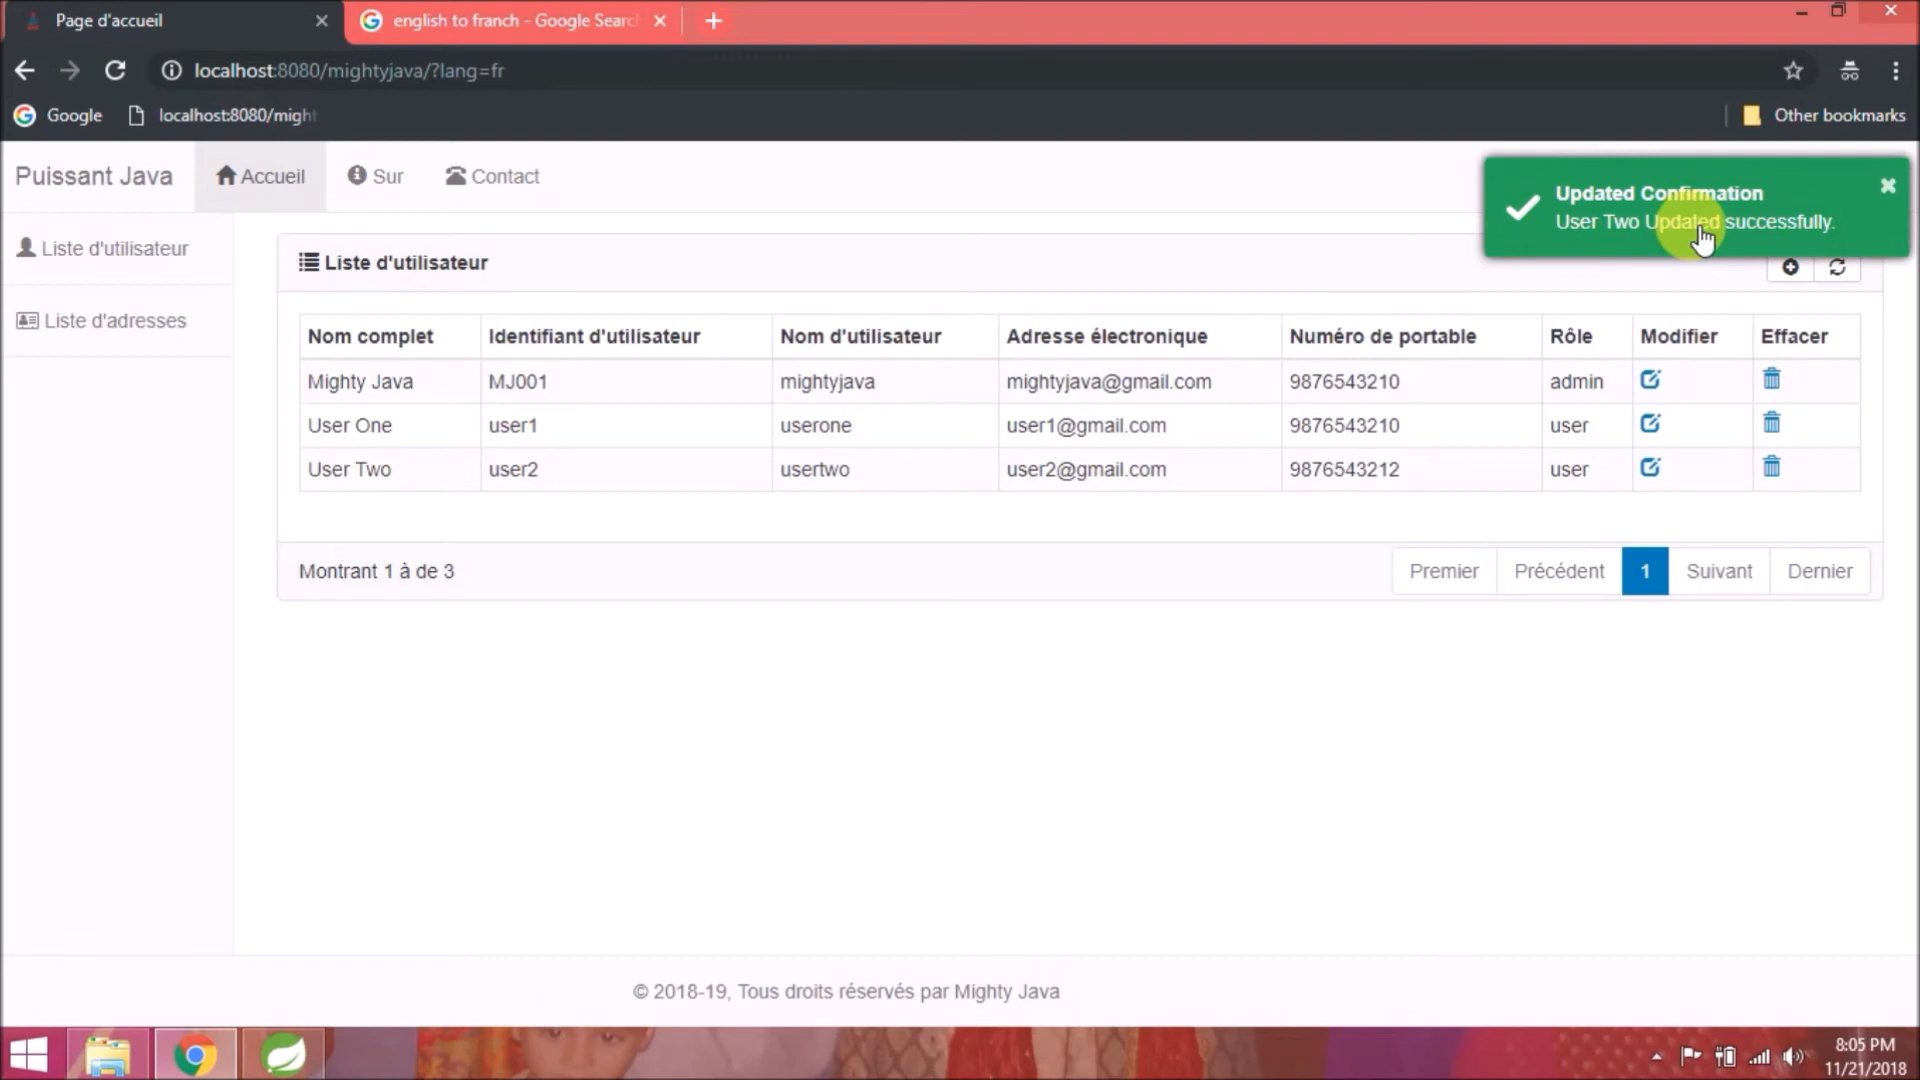 Page d'accueil
english to franch - Google Searc
localhost:8080/mightyjava/?lang=fr
Google
localhost:8080/might
Other bookmarks
Puissant Java
Accueil
Sur
Contact
Updated Confirmation
User Two Updated successfully.
Liste d'utilisateur
Liste d'adresses
Liste d'utilisateur
Nom complet Identifiant d'utilisateur Nom d'utilisateur Adresse électronique Numéro de portable Rôle Modifier Effacer
Mighty Java MJ001 mightyjava mightyjava@gmail.com 9876543210 admin
User One user1 userone user1@gmail.com 9876543210 user
User Two user2 usertwo user2@gmail.com 9876543212 user
Montrant 1 à de 3
Premier Précédent 1 Suivant Dernier
© 2018-19, Tous droits réservés par Mighty Java
8:05 PM
11/21/2018